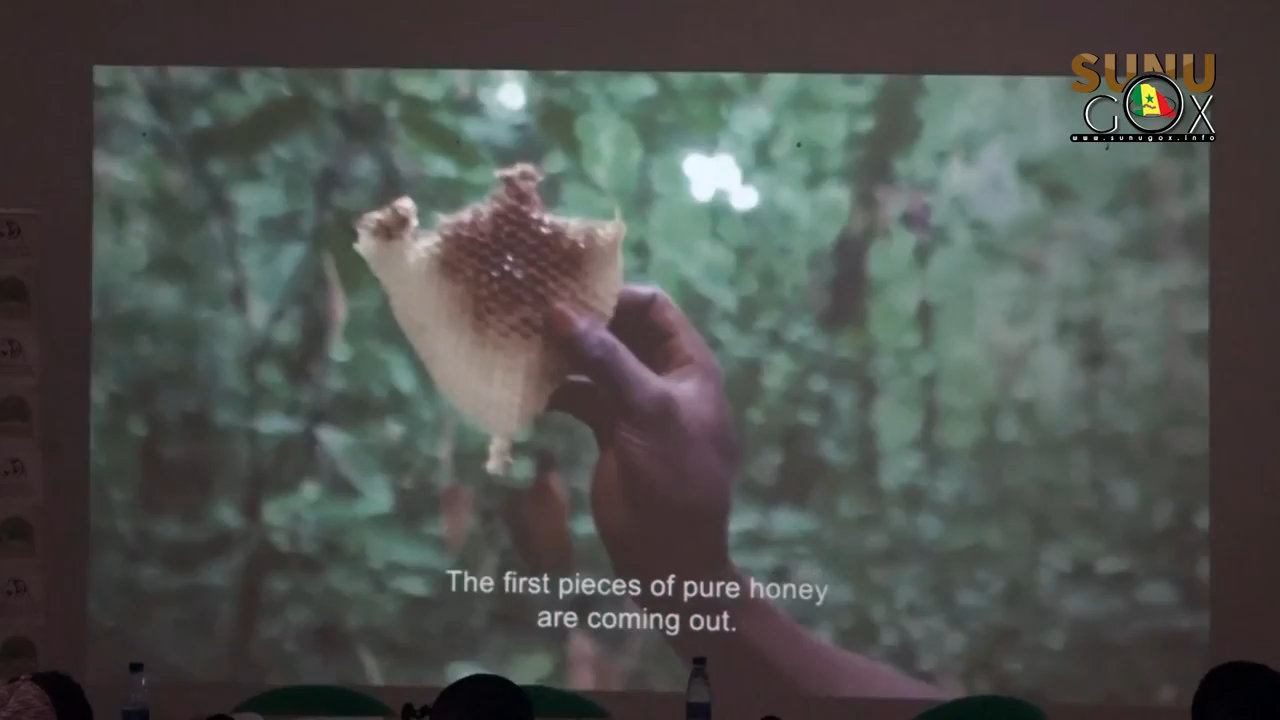 SUNU
GOX
www.sunugox.info
The first pieces of pure honey
are coming out.